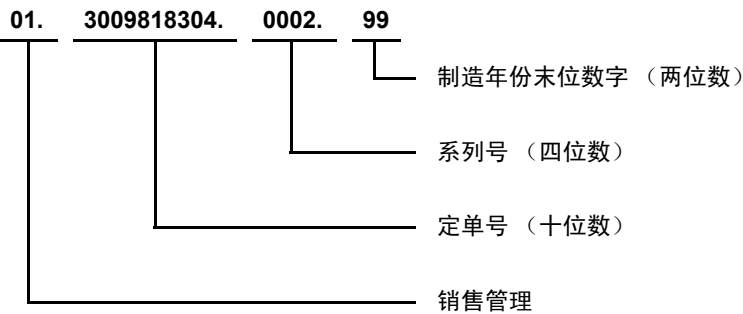 01. 3009818304. 0002. 99
制造年份末位数字 （两位数）
系列号 （四位数）
定单号 （十位数）
销售管理